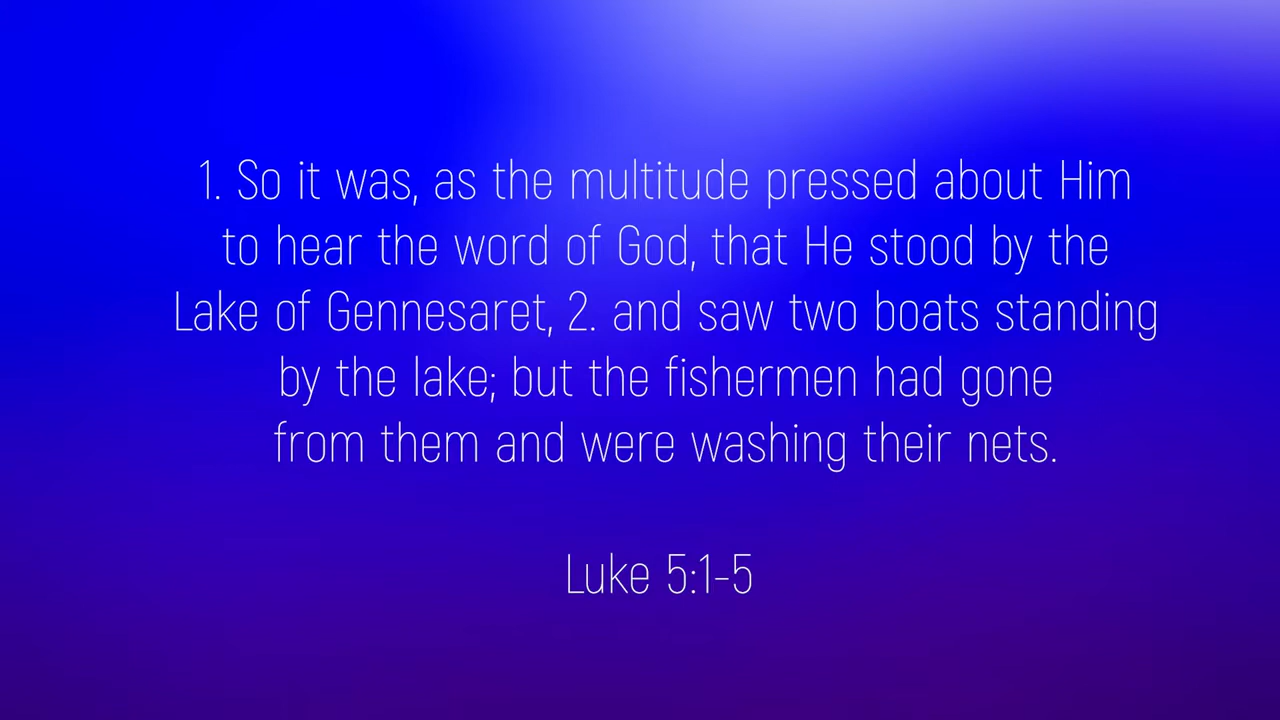 1. So it was, as the multitude pressed about Him
to hear the word of God, that He stood by the
Lake of Gennesaret, 2. and saw two boats standing
by the lake; but the fishermen had gone
from them and were washing their nets.
Luke 5:1-5